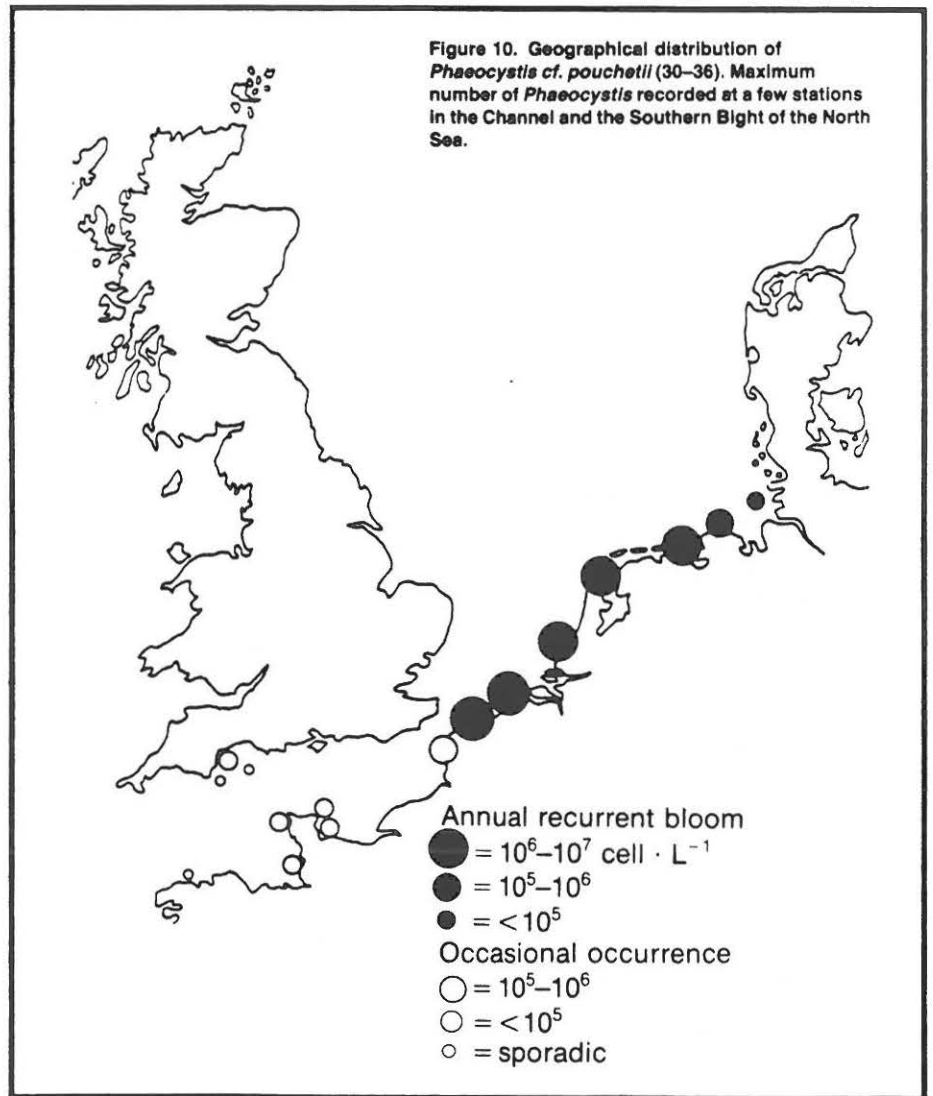 Figure 10. Geographical distribution of
Phaeocystis cf. pouchetii (30–36). Maximum
number of Phaeocystis recorded at a few stations
in the Channel and the Southern Bight of the North
Sea.
Annual recurrent bloom
= 10⁶–10⁷ cell · L⁻¹
= 10⁵–10⁶
= <10⁵
Occasional occurrence
= 10⁵–10⁶
= <10⁵
= sporadic